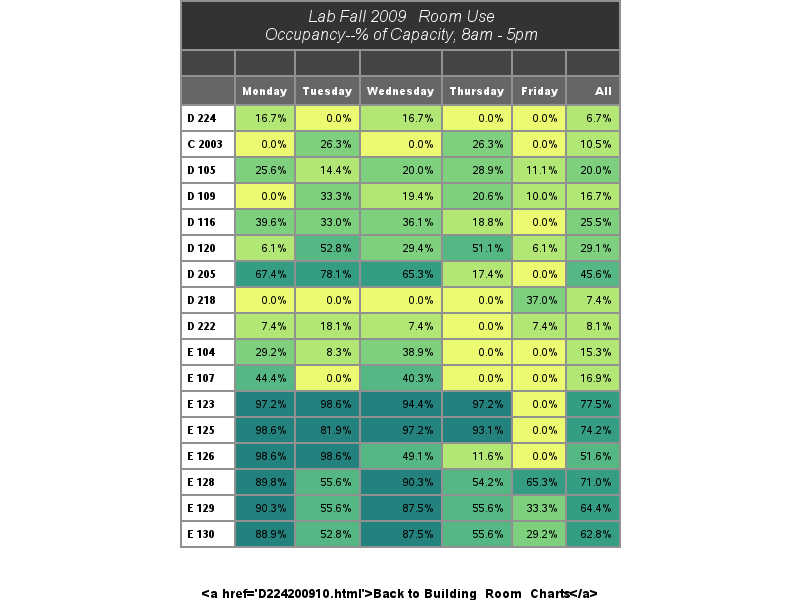 Lab Fall 2009 Room Use
Occupancy--% of Capacity, 8am - 5pm
Monday Tuesday Wednesday Thursday Friday All
D 224 16.7% 0.0% 16.7% 0.0% 0.0% 6.7%
C 2003 0.0% 26.3% 0.0% 26.3% 0.0% 10.5%
D 105 25.6% 14.4% 20.0% 28.9% 11.1% 20.0%
D 109 0.0% 33.3% 19.4% 20.6% 10.0% 16.7%
D 116 39.6% 33.0% 36.1% 18.8% 0.0% 25.5%
D 120 6.1% 52.8% 29.4% 51.1% 6.1% 29.1%
D 205 67.4% 78.1% 65.3% 17.4% 0.0% 45.6%
D 218 0.0% 0.0% 0.0% 0.0% 37.0% 7.4%
D 222 7.4% 18.1% 7.4% 0.0% 7.4% 8.1%
E 104 29.2% 8.3% 38.9% 0.0% 0.0% 15.3%
E 107 44.4% 0.0% 40.3% 0.0% 0.0% 16.9%
E 123 97.2% 98.6% 94.4% 97.2% 0.0% 77.5%
E 125 98.6% 81.9% 97.2% 93.1% 0.0% 74.2%
E 126 98.6% 98.6% 49.1% 11.6% 0.0% 51.6%
E 128 89.8% 55.6% 90.3% 54.2% 65.3% 71.0%
E 129 90.3% 55.6% 87.5% 55.6% 33.3% 64.4%
E 130 88.9% 52.8% 87.5% 55.6% 29.2% 62.8%
<a href='D224200910.html'>Back to Building_Room_Charts</a>